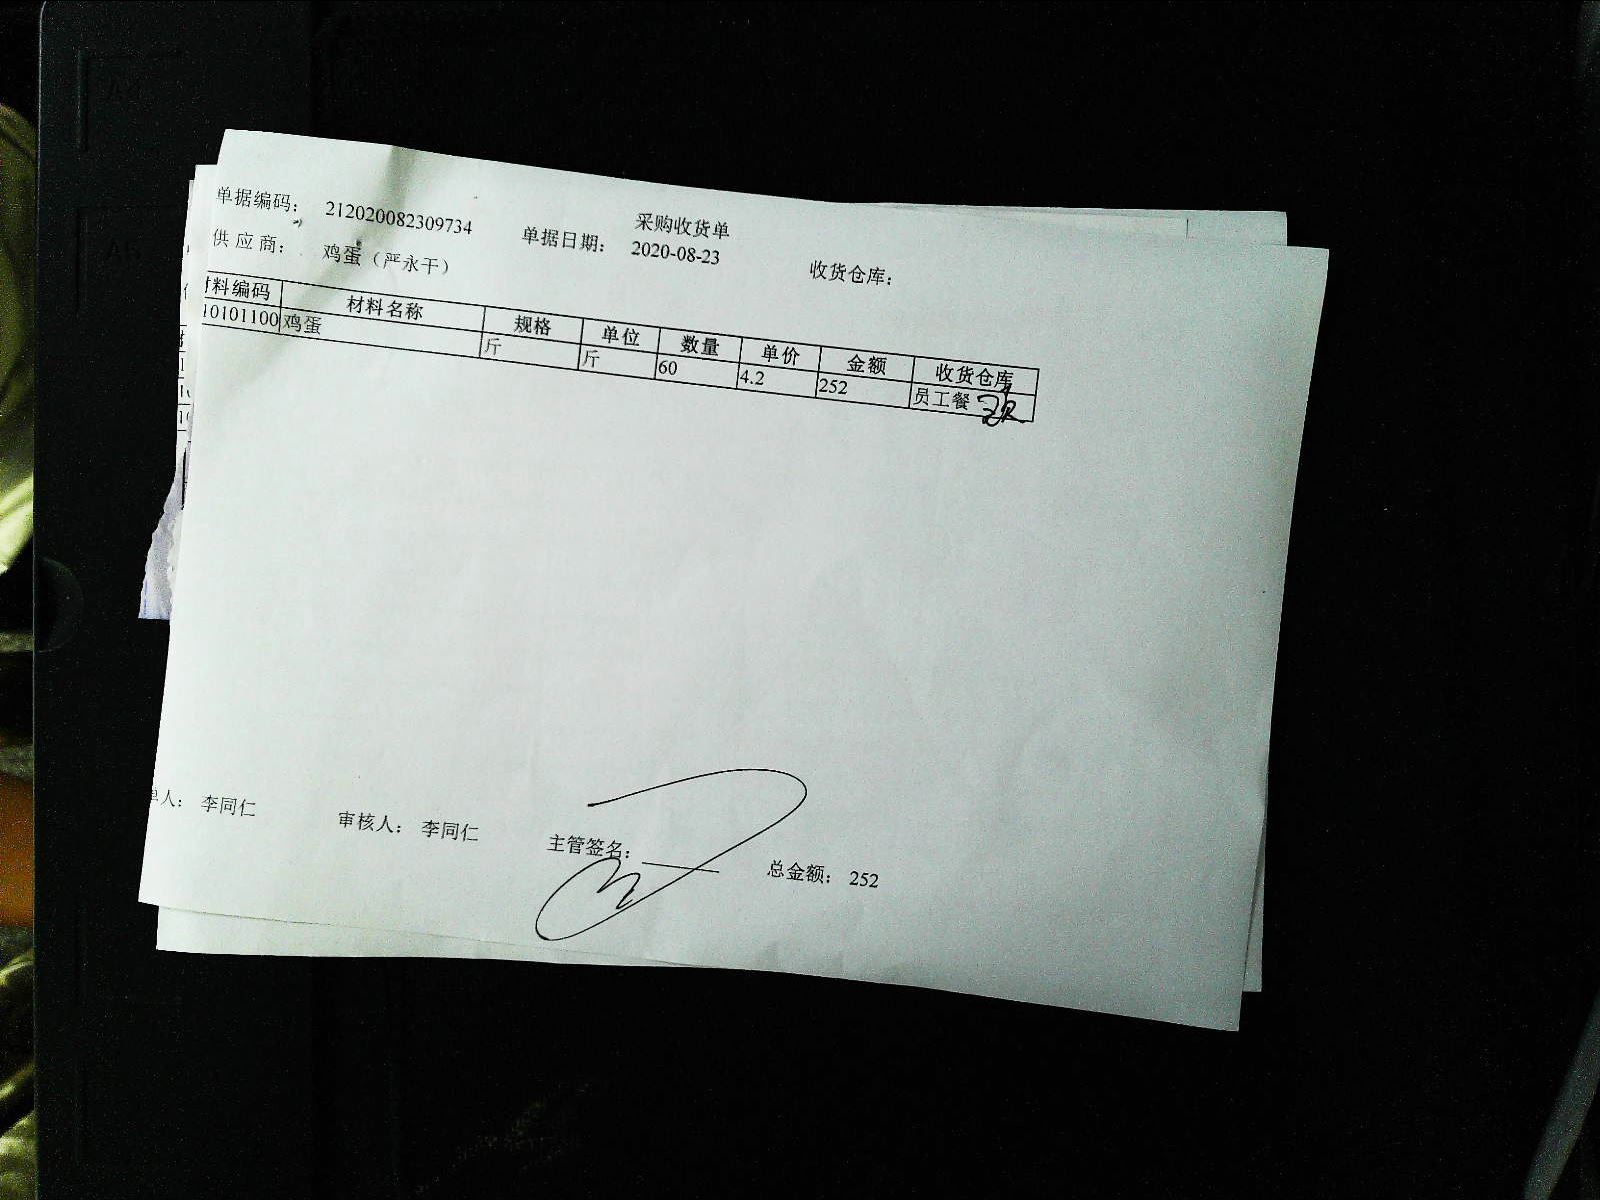 采购收货单
单据编码: 212020082309734 单据日期: 2020-08-23 收货仓库:
供应商: 鸡蛋（严永干）
材料编码 材料名称 规格 单位 数量 单价 金额 收货仓库
10101100 鸡蛋 斤 斤 60 4.2 252 员工餐
单人: 李同仁 审核人: 李同仁 主管签名: 总金额: 252